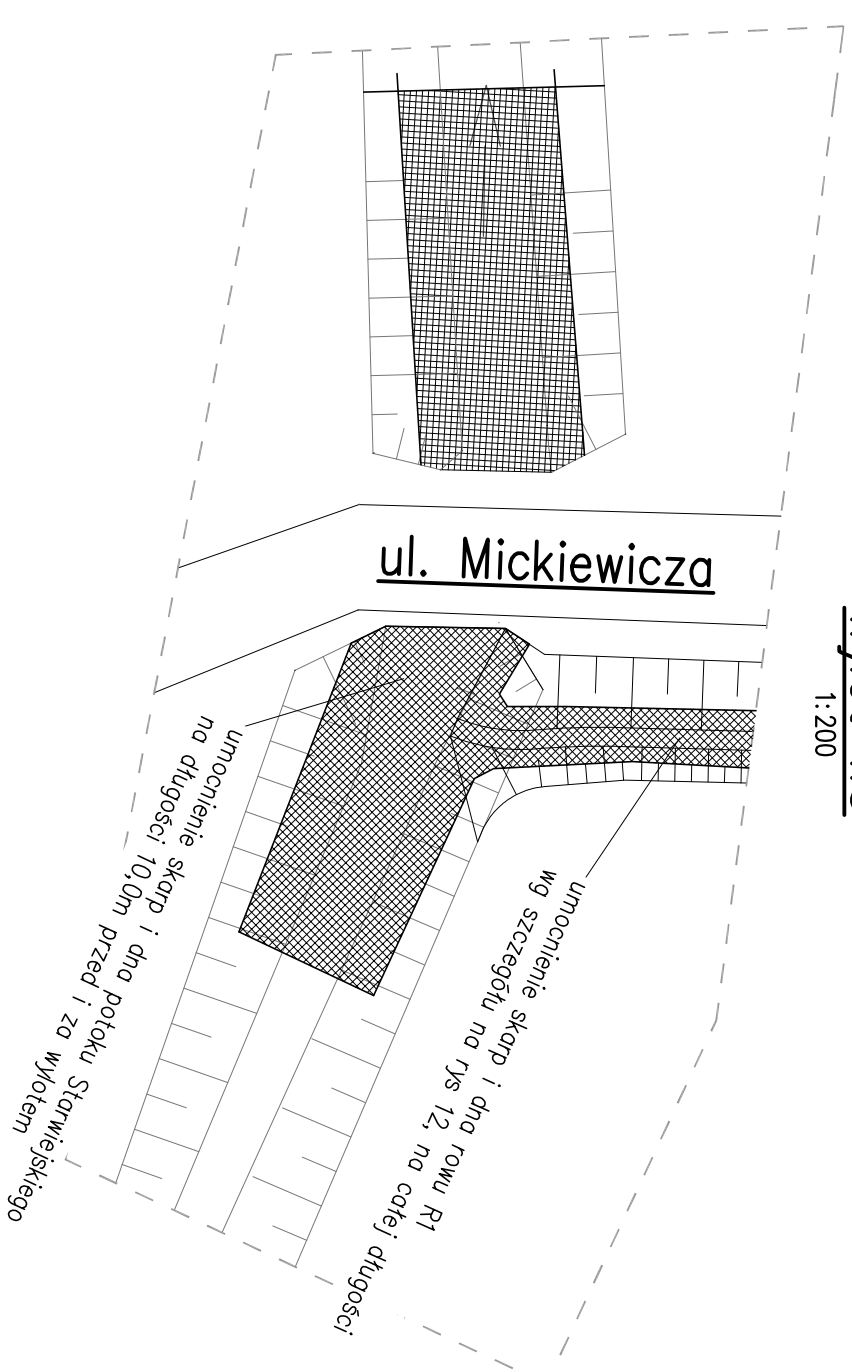 1:200
ul. Mickiewicza
umocnienie skarp i dna potoku Starwiejskiego
na długości 10,0m przed i za wylotem
umocnienie skarp i dna rowu R1
wg szczegółu na rys 12, na całej długości